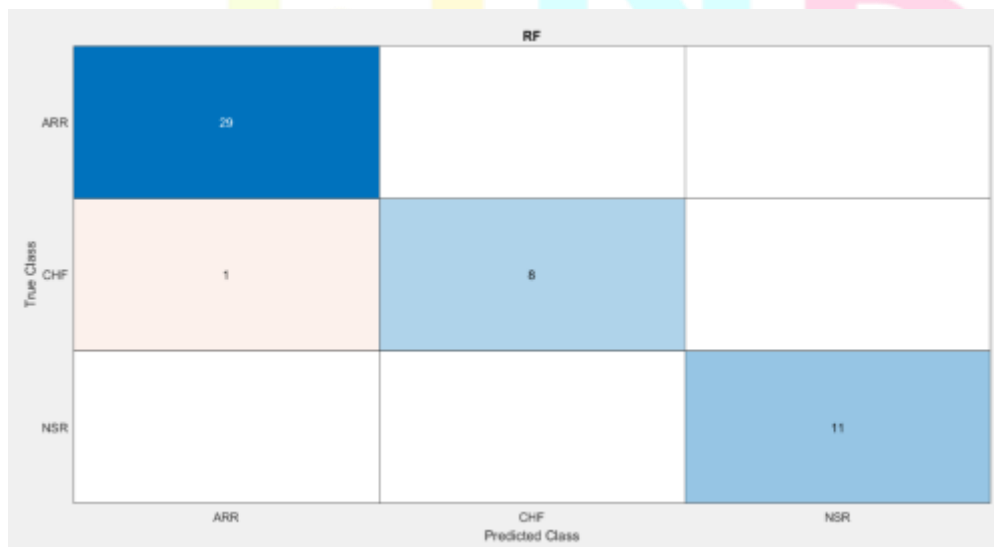 RF
ARR
29
True Class
CHF
1
8
NSR
11
ARR
CHF
NSR
Predicted Class